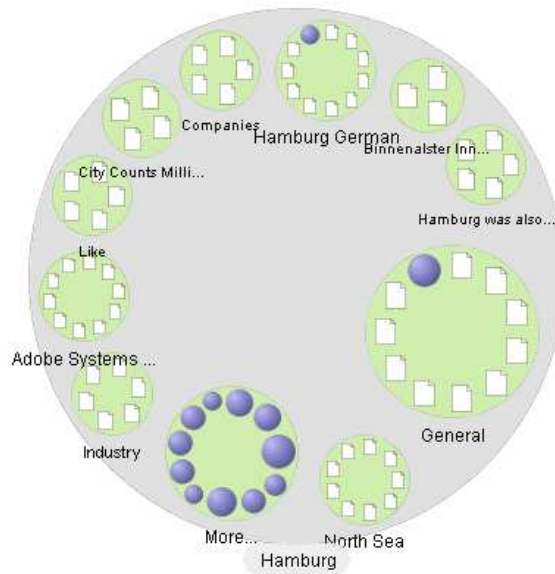 Companies
Hamburg German
Binnenalster Inn...
City Counts Milli...
Hamburg was also...
Like
Adobe Systems ...
General
Industry
More...
North Sea
Hamburg